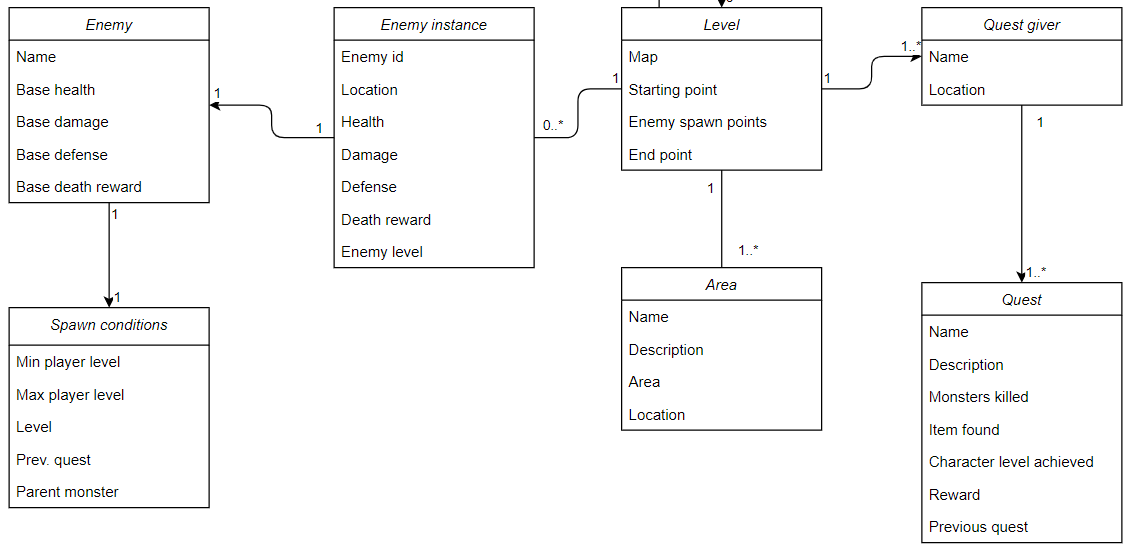 Enemy
Name
Base health
Base damage
Base defense
Base death reward
1
1
1
1
Spawn conditions
Min player level
Max player level
Level
Prev. quest
Parent monster
Enemy instance
Enemy id
Location
Health
Damage
Defense
Death reward
Enemy level
0..*
1
Level
Map
Starting point
Enemy spawn points
End point
1
1..*
Area
Name
Description
Area
Location
1
1..*
Quest giver
Name
Location
1
1..*
Quest
Name
Description
Monsters killed
Item found
Character level achieved
Reward
Previous quest